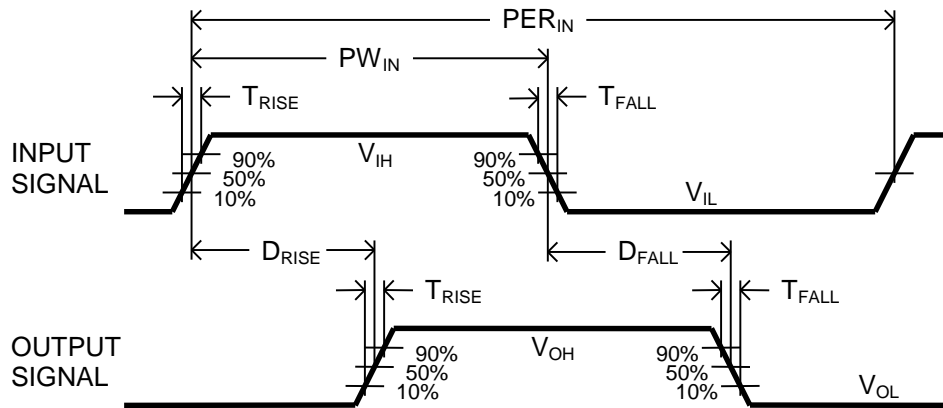 PER_IN
PW_IN
T_RISE
T_FALL
INPUT
SIGNAL
V_IH
90%
50%
10%
90%
50%
10%
V_IL
D_RISE
D_FALL
T_RISE
T_FALL
OUTPUT
SIGNAL
V_OH
90%
50%
10%
90%
50%
10%
V_OL